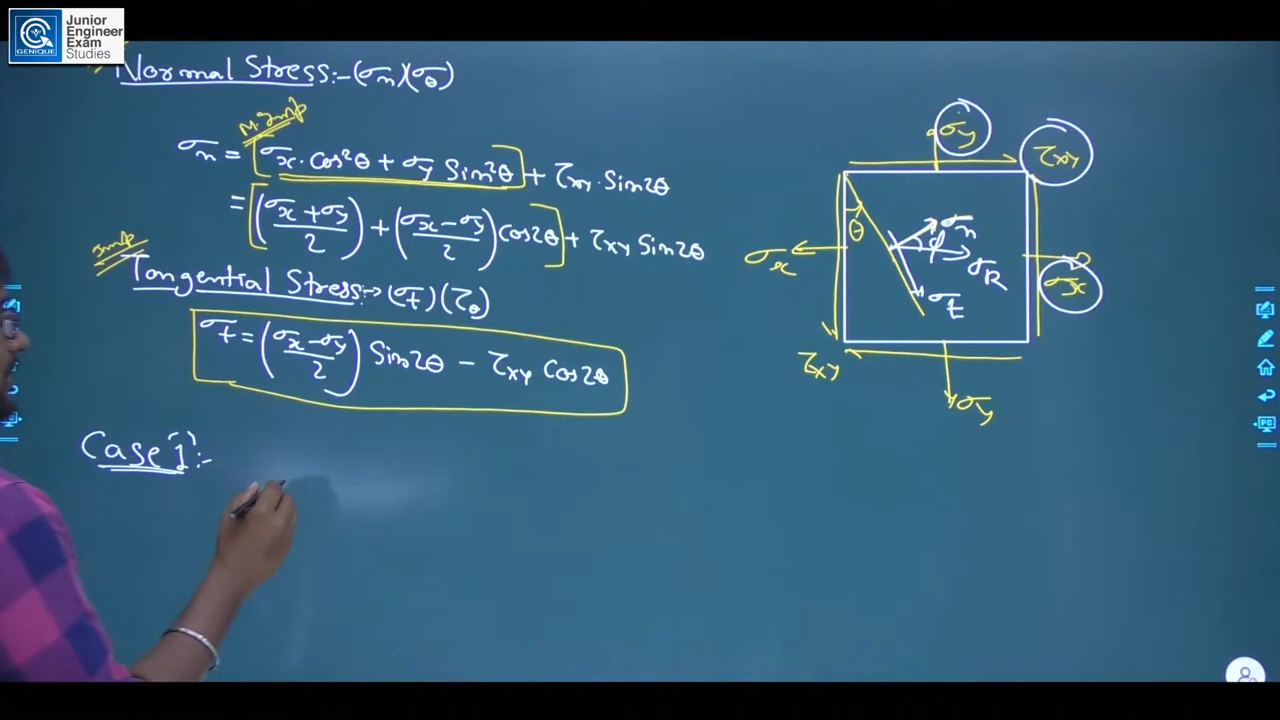 GENIQUE
Junior
Engineer
Exam
Studies
Normal Stress:-(σn)(σθ)
M.Imp
σn = [σx.Cos²θ + σy Sin²θ] + τxy.Sin2θ
= [((σx+σy)/2) + ((σx-σy)/2) Cos2θ] + τxy Sin2θ
Imp
Tangential Stress:→(σt)(τθ)
σt = ((σx-σy)/2) Sin2θ - τxy Cos2θ
Case 1:-
σy
τxy
θ
σn
φ
σx
σR
σx
σt
τxy
σy
PC
PC